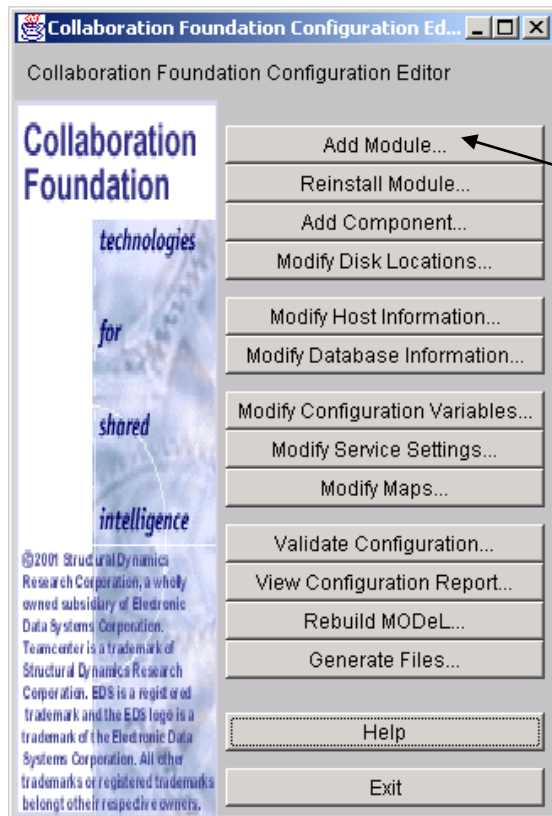 Collaboration Foundation Configuration Ed...
Collaboration Foundation Configuration Editor
Collaboration
Foundation
technologies
for
shared
intelligence
©2001 Structural Dynamics
Research Corporation, a wholly
owned subsidiary of Electronic
Data Systems Corporation.
Teamcenter is a trademark of
Structural Dynamics Research
Corporation. EDS is a registered
trademark and the EDS logo is a
trademark of the Electronic Data
Systems Corporation. All other
trademarks or registered trademarks
belong to their respective owners.
Add Module...
Reinstall Module...
Add Component...
Modify Disk Locations...
Modify Host Information...
Modify Database Information...
Modify Configuration Variables...
Modify Service Settings...
Modify Maps...
Validate Configuration...
View Configuration Report...
Rebuild MODeL...
Generate Files...
Help
Exit